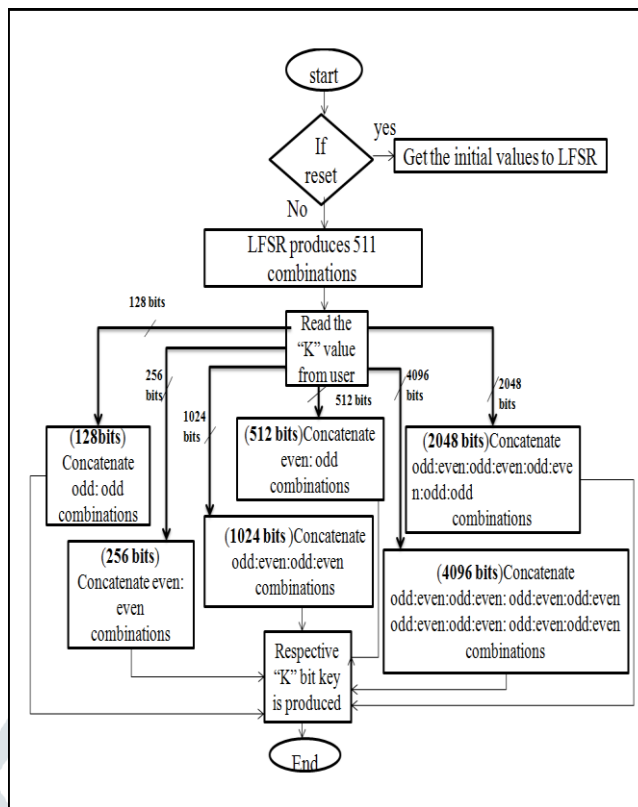 start
If
reset
yes
Get the initial values to LFSR
No
LFSR produces 511
combinations
128 bits
Read the
“K” value
from user
256
bits
1024
bits
512 bits
4096
bits
2048
bits
(128bits)
Concatenate
odd: odd
combinations
(256 bits)
Concatenate even:
even
combinations
(512 bits)Concatenate
even: odd
combinations
(1024 bits )Concatenate
odd:even:odd:even
combinations
(2048 bits)Concatenate
odd:even:odd:even:odd:eve
n:odd:odd
combinations
(4096 bits)Concatenate
odd:even:odd:even: odd:even:odd:even
odd:even:odd:even: odd:even:odd:even
combinations
Respective
“K” bit key
is produced
End